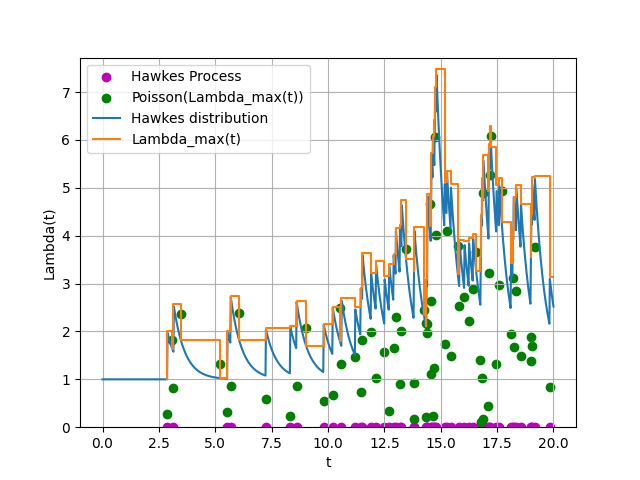 Hawkes Process
Poisson(Lambda_max(t))
Hawkes distribution
Lambda_max(t)
Lambda(t)
7
6
5
4
3
2
1
0
0.0 2.5 5.0 7.5 10.0 12.5 15.0 17.5 20.0
t